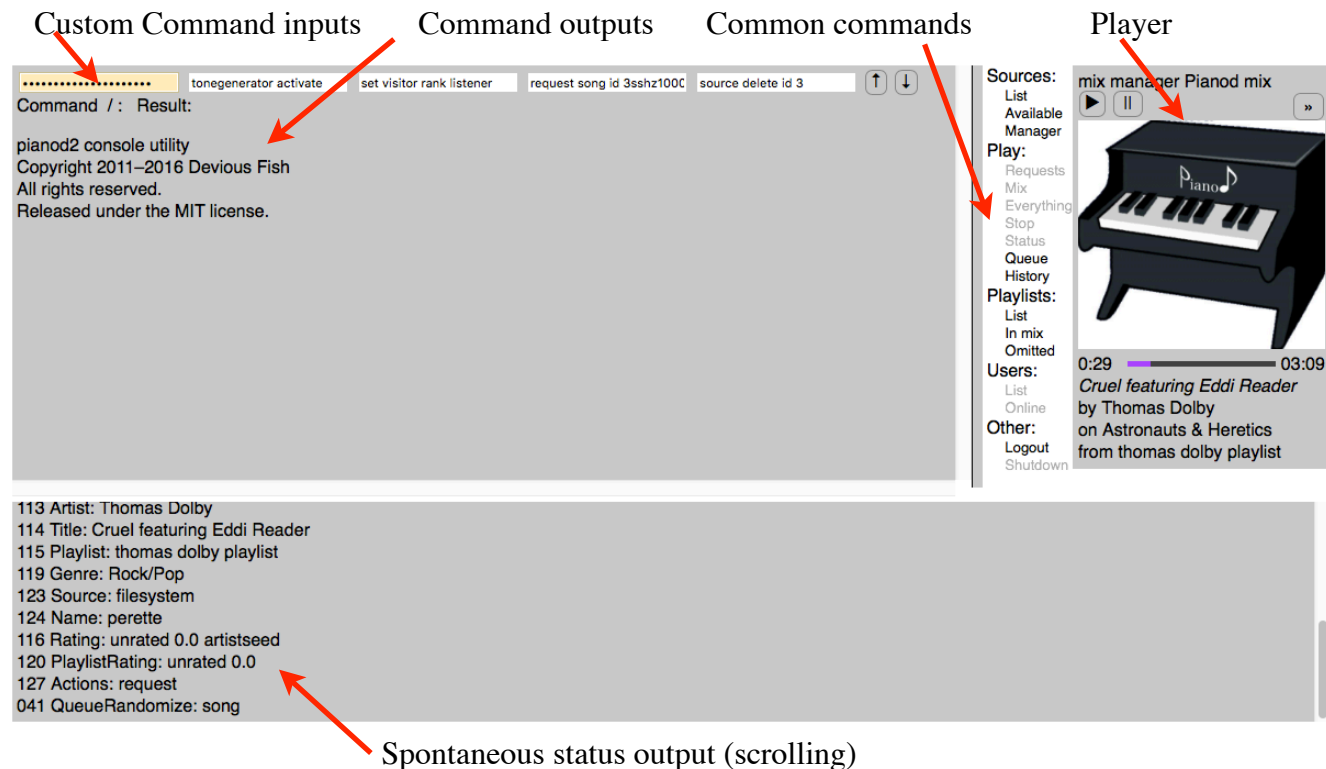 Custom Command inputs
Command outputs
Common commands
Player
•••••••••••••••••••••
tonegenerator activate
set visitor rank listener
request song id 3sshz100
source delete id 3
↑
↓
Command /: Result:
pianod2 console utility
Copyright 2011–2016 Devious Fish
All rights reserved.
Released under the MIT license.
Sources:
List
Available
Manager
Play:
Requests
Mix
Everything
Stop
Status
Queue
History
Playlists:
List
In mix
Omitted
Users:
List
Online
Other:
Logout
Shutdown
mix manager Pianod mix
»
Piano
0:29
03:09
Cruel featuring Eddi Reader
by Thomas Dolby
on Astronauts & Heretics
from thomas dolby playlist
113 Artist: Thomas Dolby
114 Title: Cruel featuring Eddi Reader
115 Playlist: thomas dolby playlist
119 Genre: Rock/Pop
123 Source: filesystem
124 Name: perette
116 Rating: unrated 0.0 artistseed
120 PlaylistRating: unrated 0.0
127 Actions: request
041 QueueRandomize: song
Spontaneous status output (scrolling)